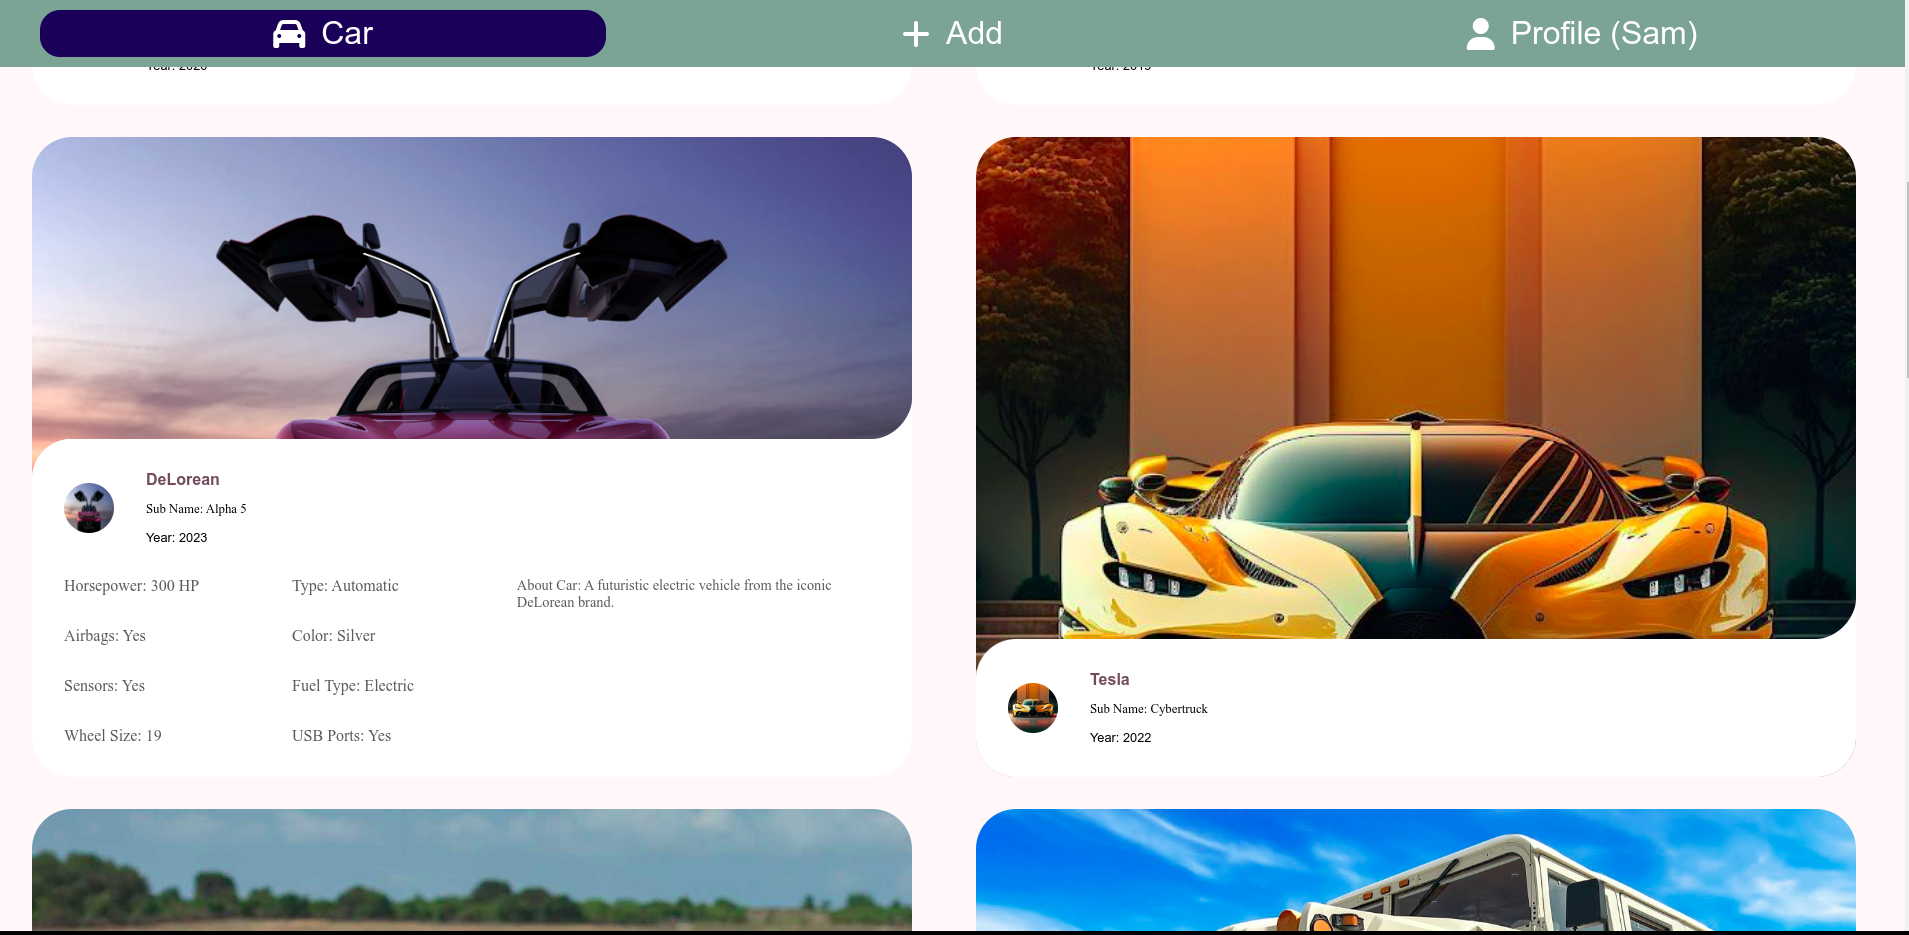 Car
Add
Profile (Sam)
Year: 2020
Year: 2019
DeLorean
Sub Name: Alpha 5
Year: 2023
Horsepower: 300 HP
Type: Automatic
About Car: A futuristic electric vehicle from the iconic
DeLorean brand.
Airbags: Yes
Color: Silver
Sensors: Yes
Fuel Type: Electric
Wheel Size: 19
USB Ports: Yes
Tesla
Sub Name: Cybertruck
Year: 2022